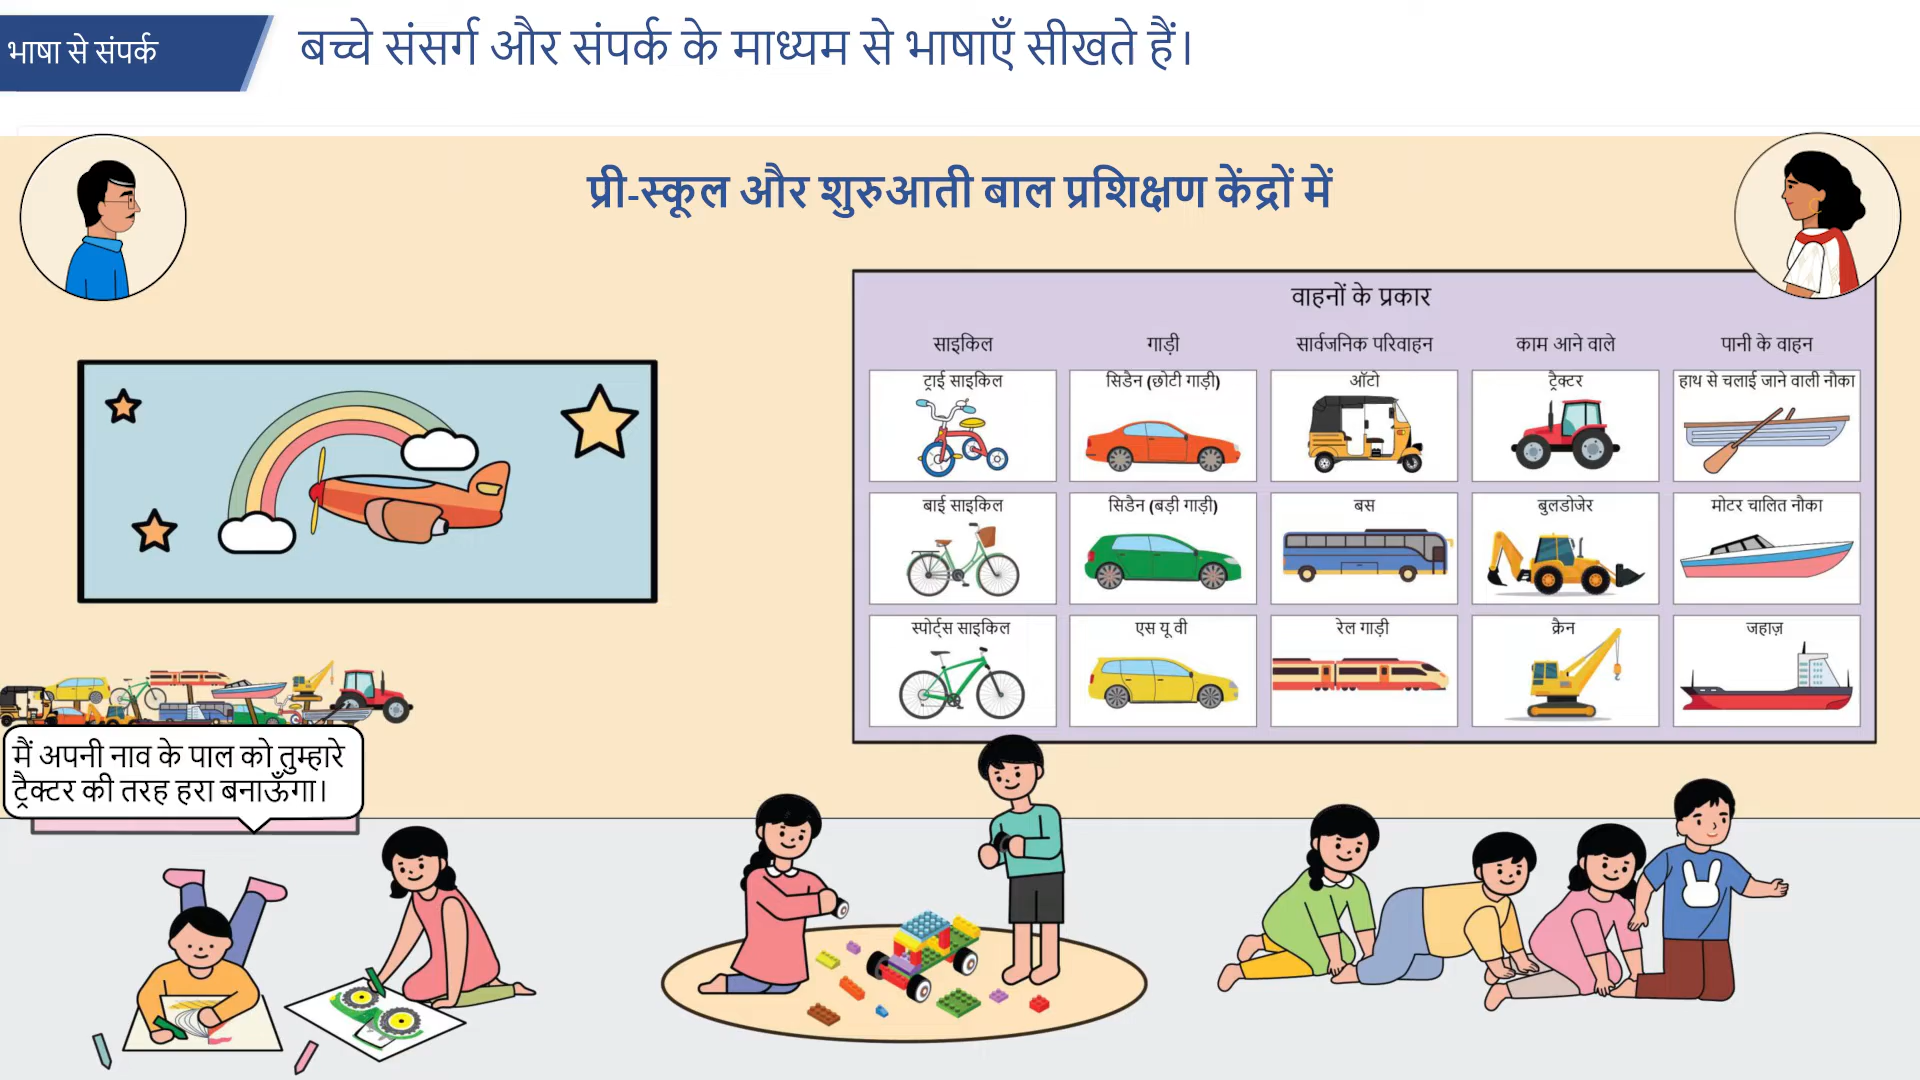 भाषा से संपर्क
बच्चे संसर्ग और संपर्क के माध्यम से भाषाएँ सीखते हैं।
प्री-स्कूल और शुरुआती बाल प्रशिक्षण केंद्रों में
वाहनों के प्रकार
साइकिल गाड़ी सार्वजनिक परिवाहन काम आने वाले पानी के वाहन
ट्राई साइकिल सिडैन (छोटी गाड़ी) ऑटो ट्रैक्टर हाथ से चलाई जाने वाली नौका
बाई साइकिल सिडैन (बड़ी गाड़ी) बस बुलडोजेर मोटर चालित नौका
स्पोर्ट्स साइकिल एस यू वी रेल गाड़ी क्रैन जहाज़
मैं अपनी नाव के पाल को तुम्हारे
ट्रैक्टर की तरह हरा बनाऊँगा।